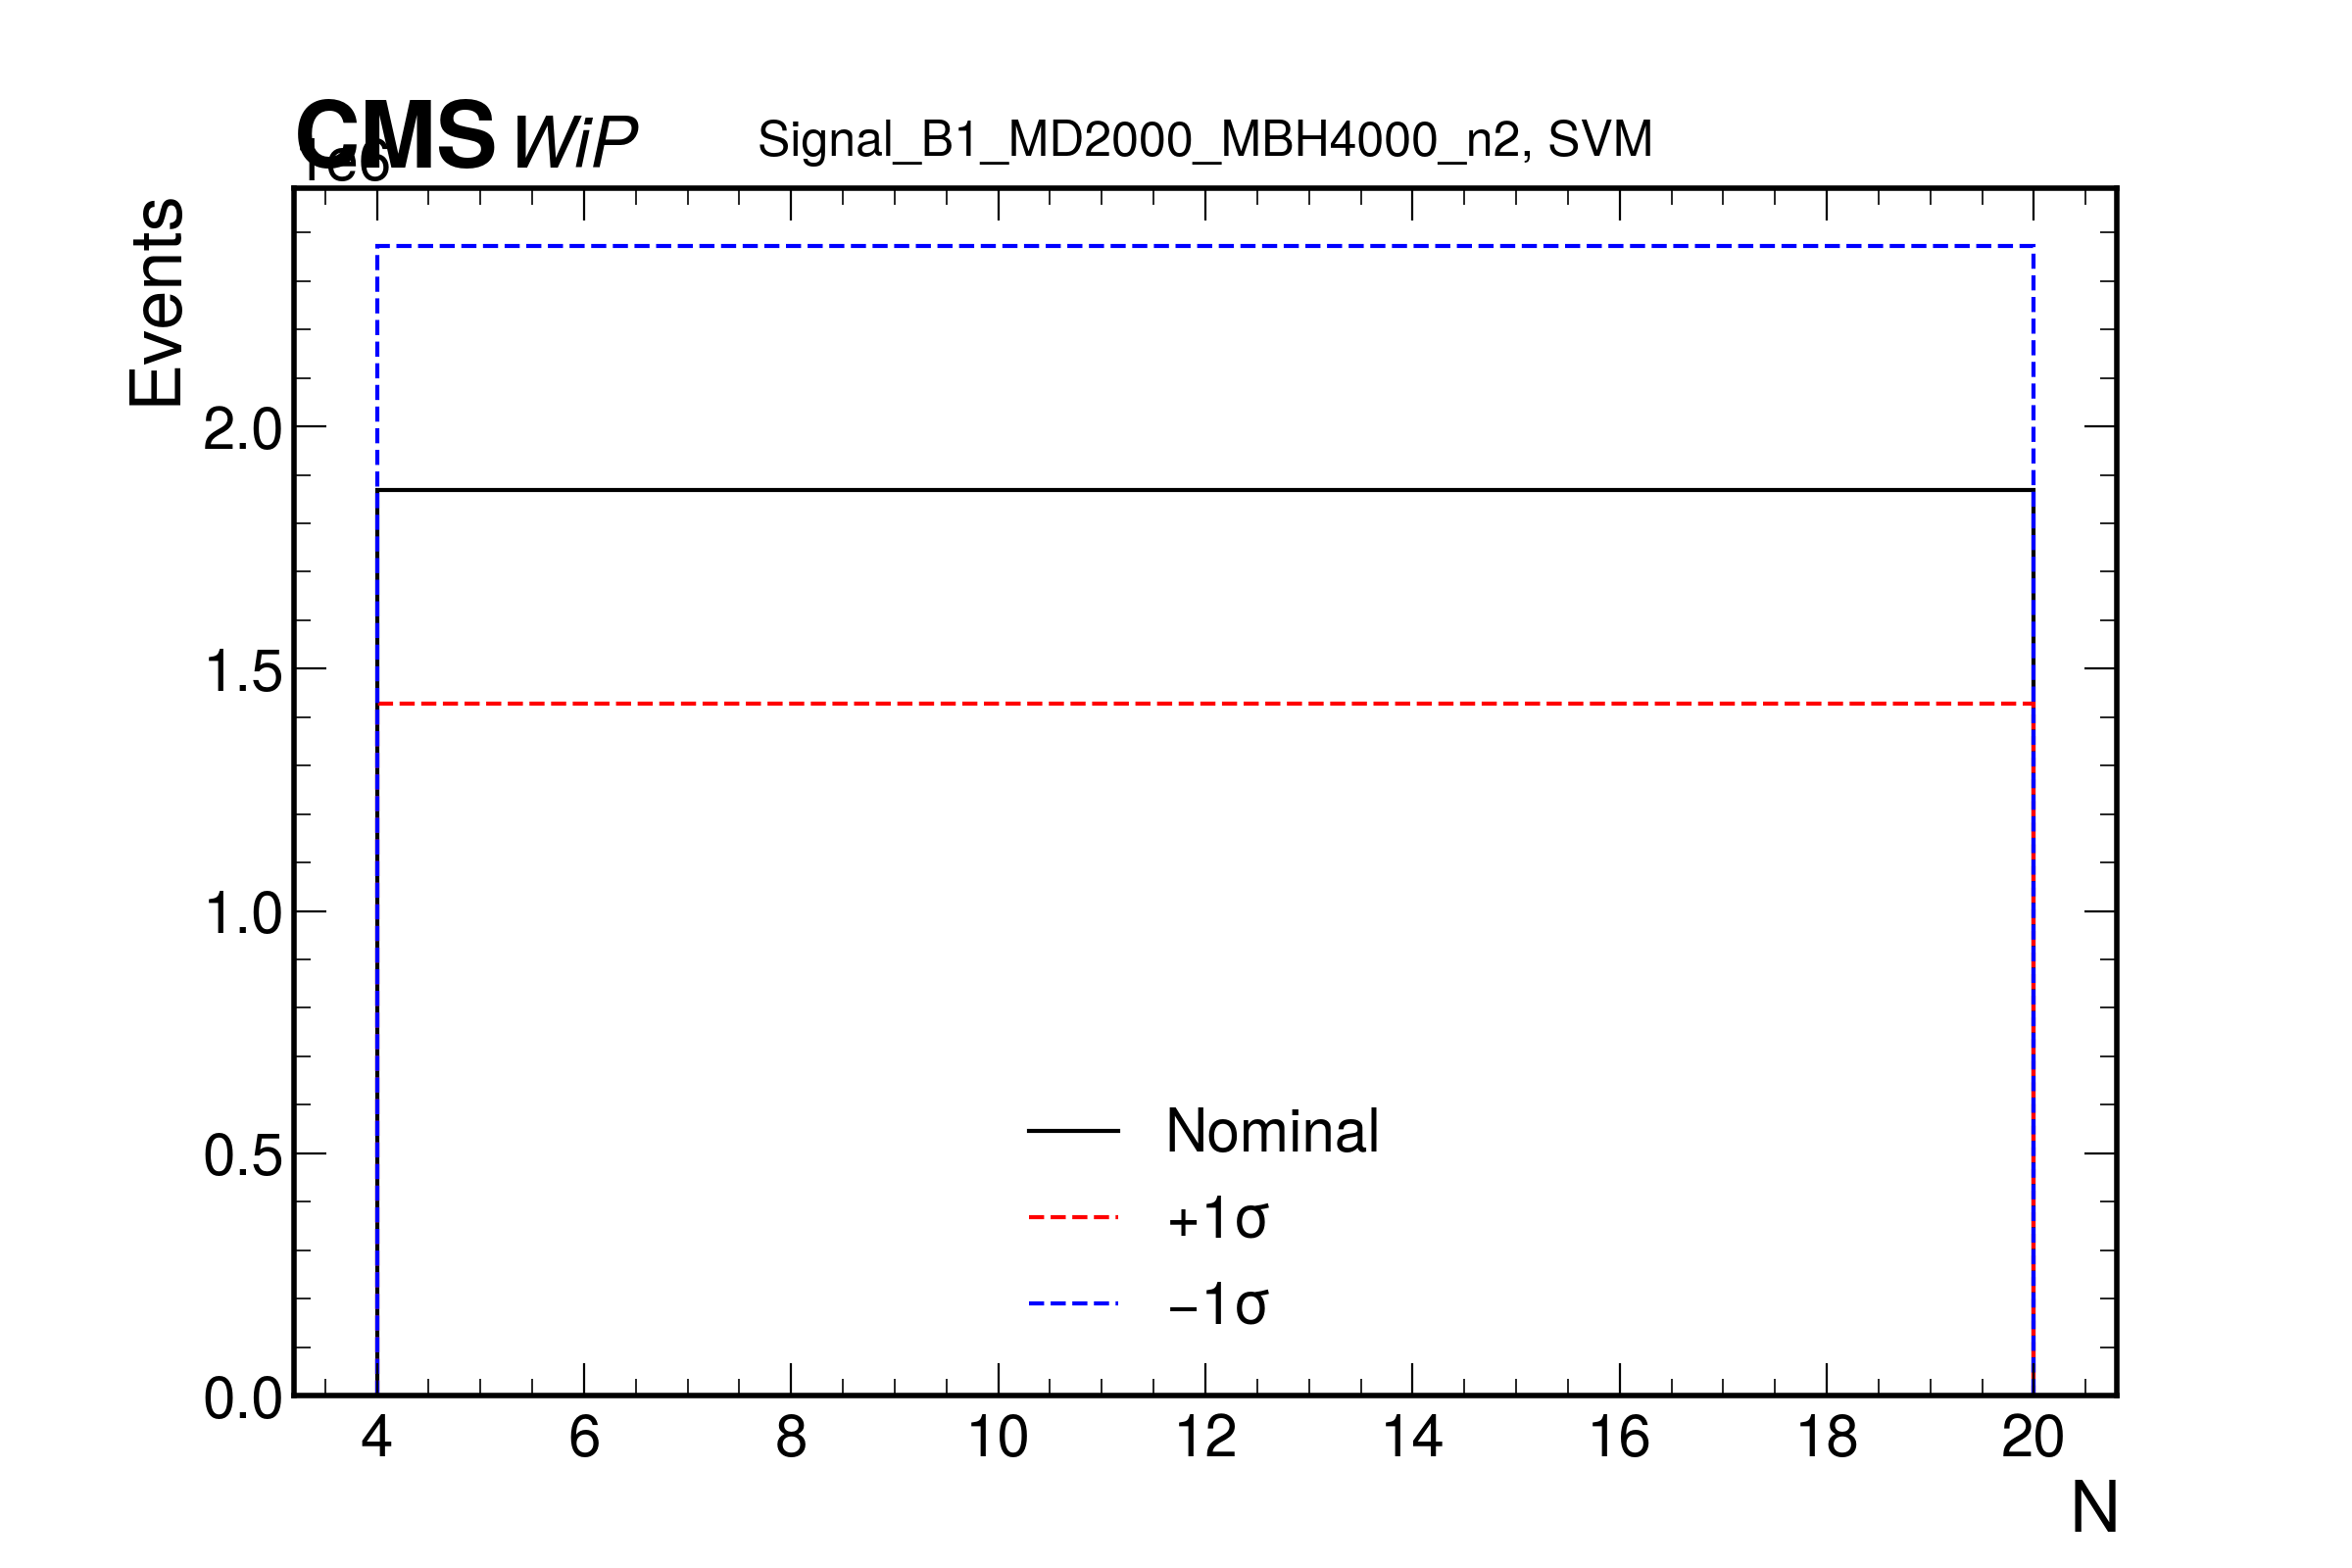 CMS WiP Signal_B1_MD2000_MBH4000_n2, SVM
1e6
Events
2.0
1.5
1.0
0.5
0.0
Nominal
+1σ
−1σ
4 6 8 10 12 14 16 18 20
N